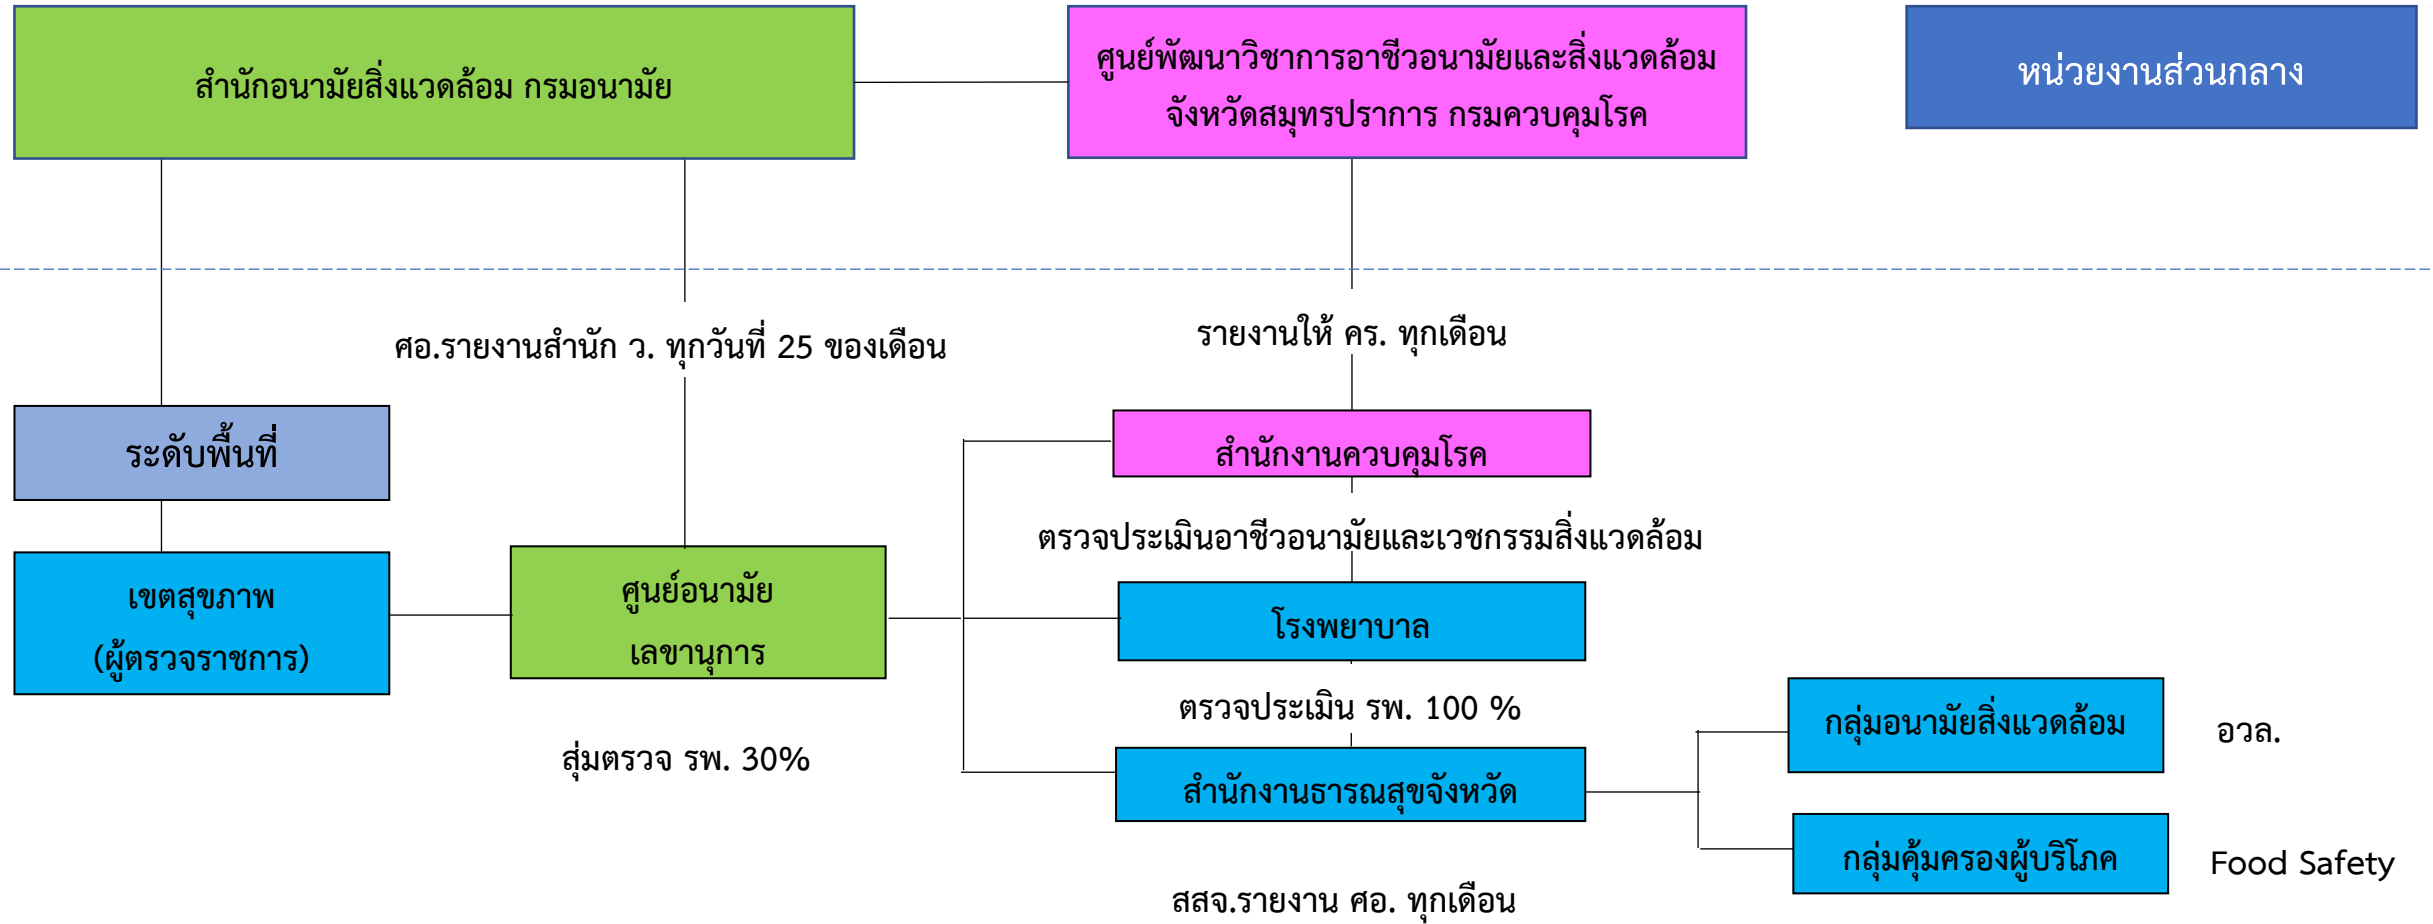 สำนักอนามัยสิ่งแวดล้อม กรมอนามัย
ศูนย์พัฒนาวิชาการอาชีวอนามัยและสิ่งแวดล้อม
จังหวัดสมุทรปราการ กรมควบคุมโรค
หน่วยงานส่วนกลาง
ศอ.รายงานสำนัก ว. ทุกวันที่ 25 ของเดือน
รายงานให้ คร. ทุกเดือน
ระดับพื้นที่
สำนักงานควบคุมโรค
ตรวจประเมินอาชีวอนามัยและเวชกรรมสิ่งแวดล้อม
เขตสุขภาพ
(ผู้ตรวจราชการ)
ศูนย์อนามัย
เลขานุการ
โรงพยาบาล
ตรวจประเมิน รพ. 100 %
สุ่มตรวจ รพ. 30%
สำนักงานธารณสุขจังหวัด
กลุ่มอนามัยสิ่งแวดล้อม
อวล.
กลุ่มคุ้มครองผู้บริโภค
Food Safety
สสจ.รายงาน ศอ. ทุกเดือน